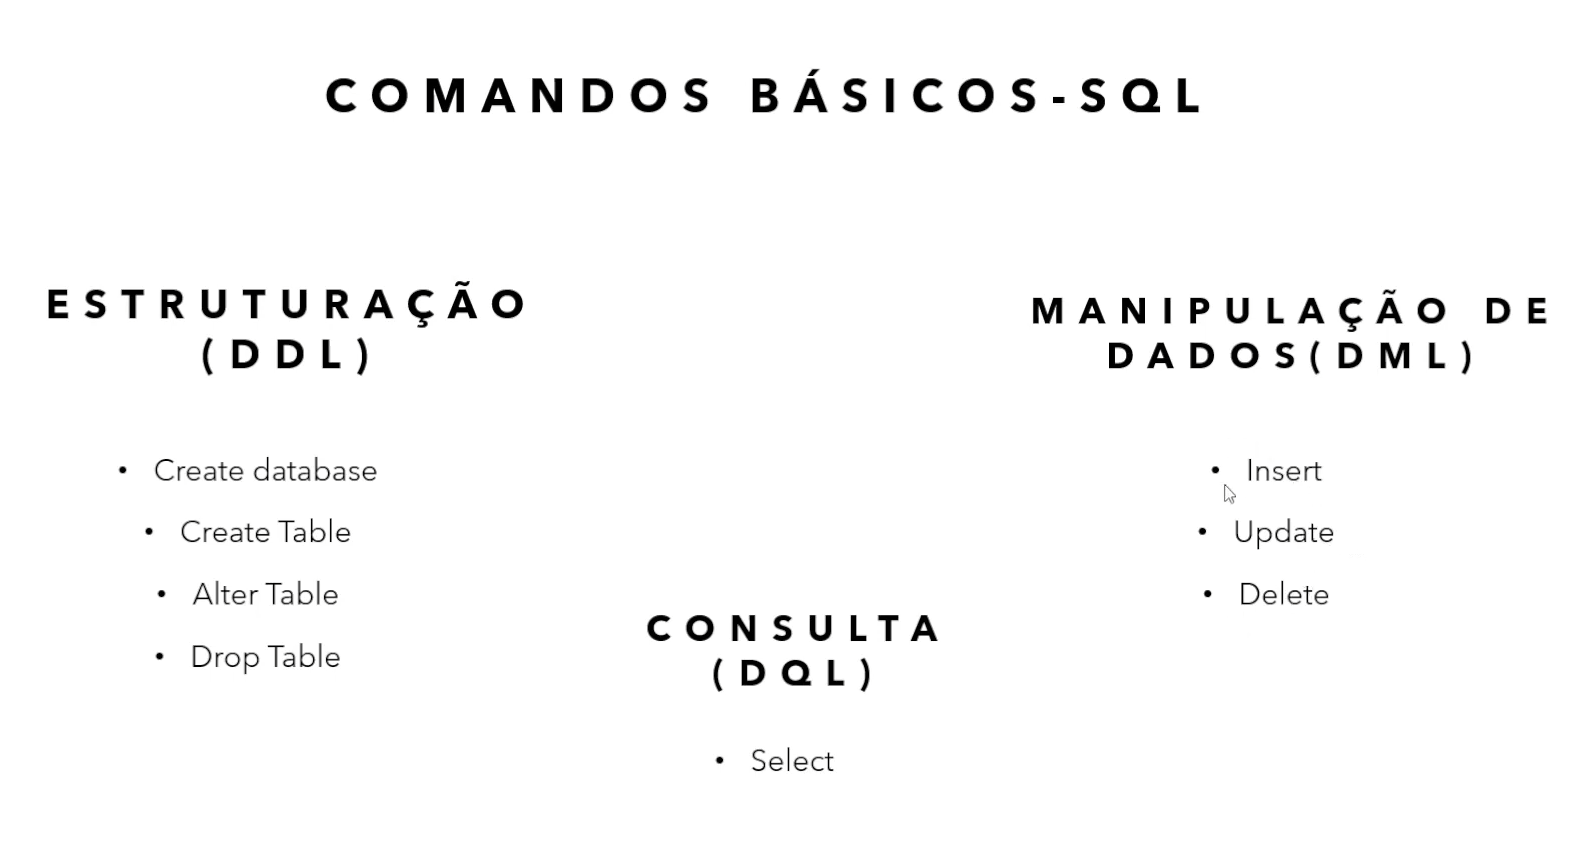 COMANDOS BÁSICOS-SQL
ESTRUTURAÇÃO
(DDL)
• Create database
• Create Table
• Alter Table
• Drop Table
MANIPULAÇÃO DE
DADOS(DML)
• Insert
• Update
• Delete
CONSULTA
(DQL)
• Select